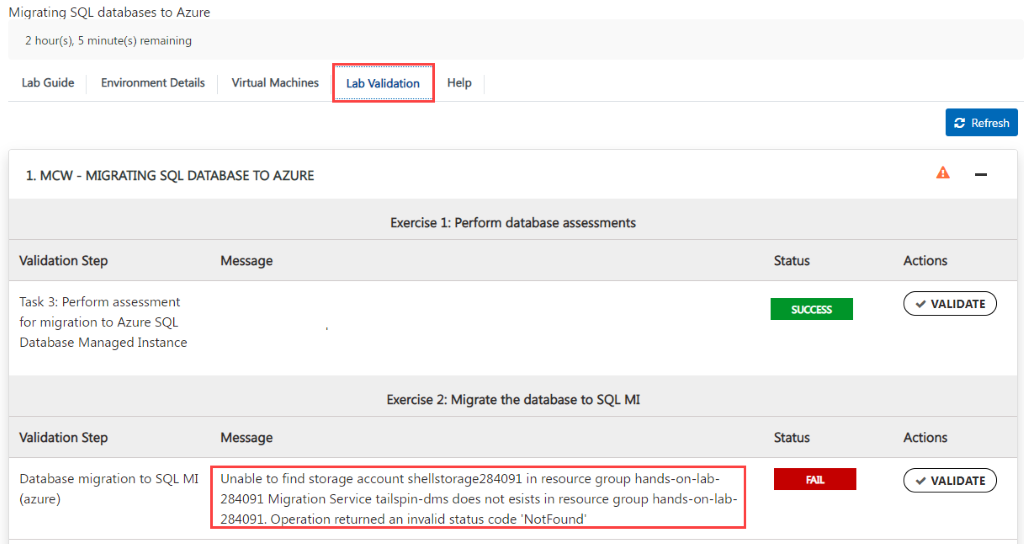 Migrating SQL databases to Azure
2 hour(s), 5 minute(s) remaining
Lab Guide Environment Details Virtual Machines Lab Validation Help
Refresh
1. MCW - MIGRATING SQL DATABASE TO AZURE
Exercise 1: Perform database assessments
Validation Step Message Status Actions
Task 3: Perform assessment
for migration to Azure SQL
Database Managed Instance
,
SUCCESS
VALIDATE
Exercise 2: Migrate the database to SQL MI
Validation Step Message Status Actions
Database migration to SQL MI
(azure)
Unable to find storage account shellstorage284091 in resource group hands-on-lab-
284091 Migration Service tailspin-dms does not esists in resource group hands-on-lab-
284091. Operation returned an invalid status code 'NotFound'
FAIL
VALIDATE